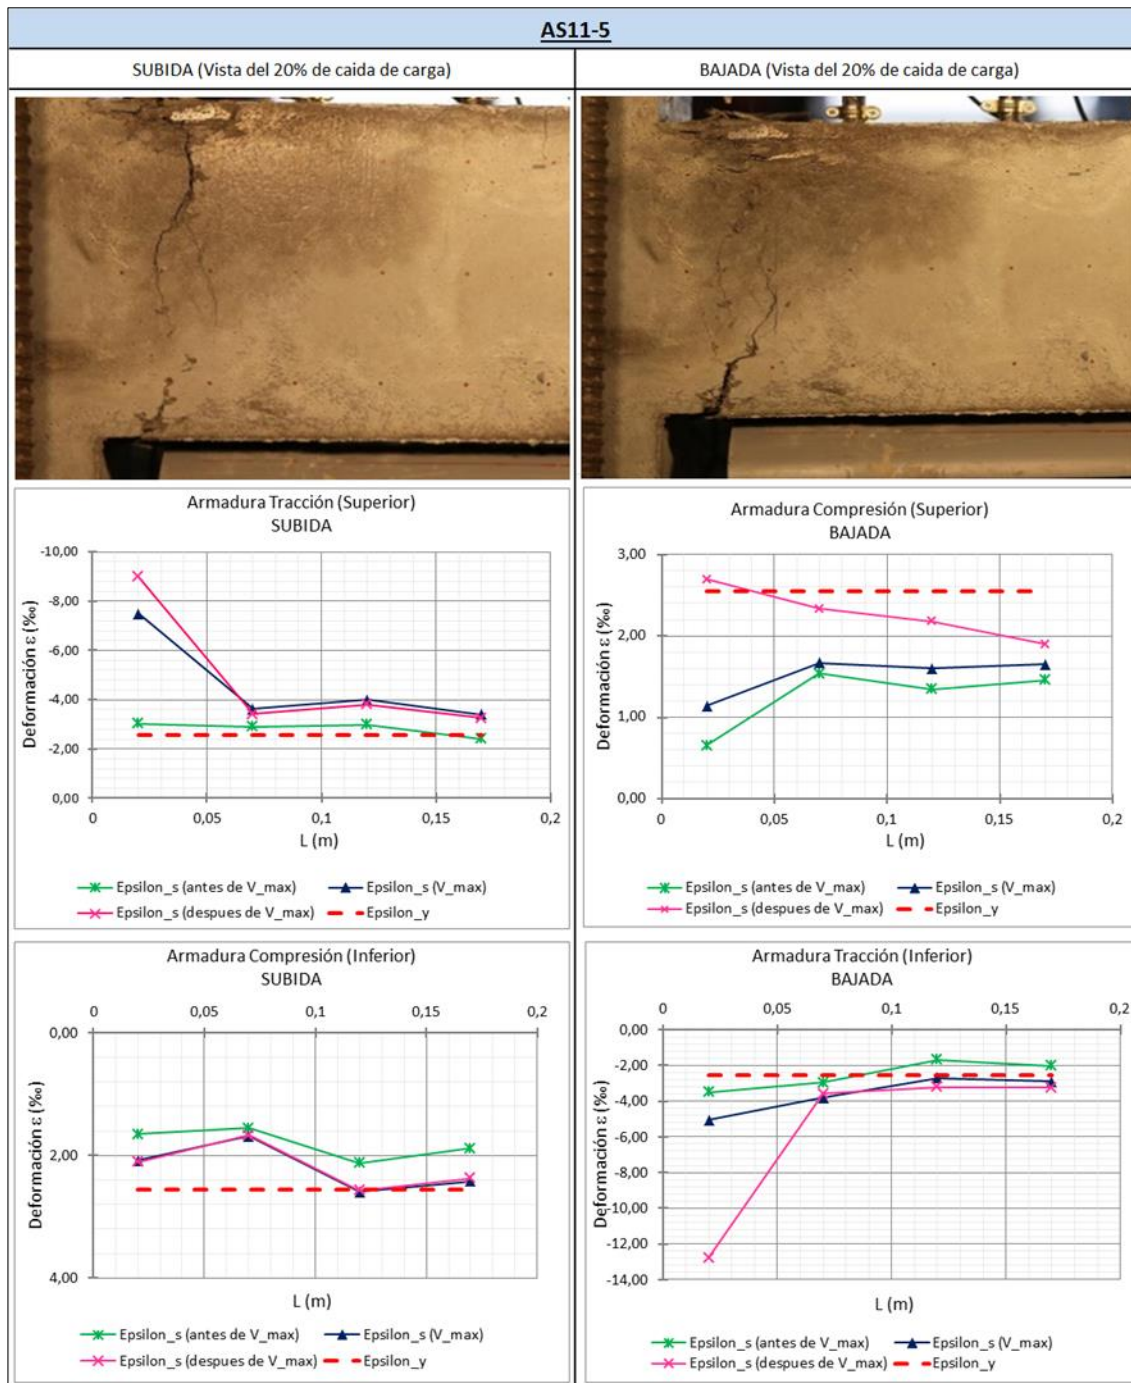 AS11-5
SUBIDA (Vista del 20% de caida de carga)
BAJADA (Vista del 20% de caida de carga)
Armadura Tracción (Superior)
SUBIDA
-10,00
-8,00
-6,00
-4,00
-2,00
0,00
Deformación ε (‰)
0 0,05 0,1 0,15 0,2
L (m)
Epsilon_s (antes de V_max) Epsilon_s (V_max)
Epsilon_s (despues de V_max) Epsilon_y
Armadura Compresión (Superior)
BAJADA
3,00
2,00
1,00
0,00
Deformación ε (‰)
0 0,05 0,1 0,15 0,2
L (m)
Epsilon_s (antes de V_max) Epsilon_s (V_max)
Epsilon_s (despues de V_max) Epsilon_y
Armadura Compresión (Inferior)
SUBIDA
0 0,05 0,1 0,15 0,2
0,00
2,00
4,00
Deformación ε (‰)
L (m)
Epsilon_s (antes de V_max) Epsilon_s (V_max)
Epsilon_s (despues de V_max) Epsilon_y
Armadura Tracción (Inferior)
BAJADA
0 0,05 0,1 0,15 0,2
0,00
-2,00
-4,00
-6,00
-8,00
-10,00
-12,00
-14,00
Deformación ε (‰)
L (m)
Epsilon_s (antes de V_max) Epsilon_s (V_max)
Epsilon_s (despues de V_max) Epsilon_y